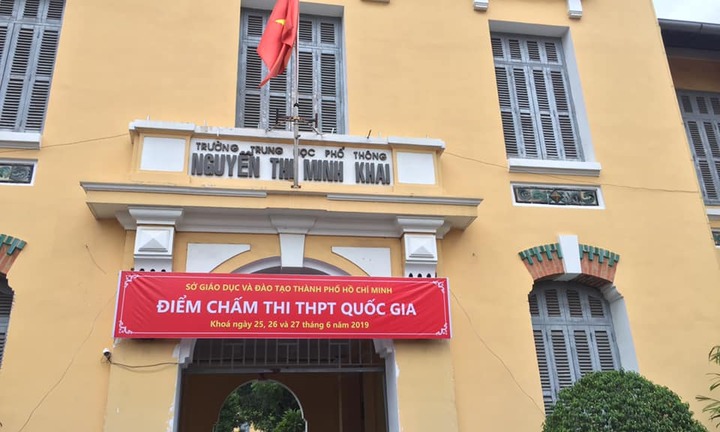 TRƯỜNG TRUNG HỌC PHỔ THÔNG
NGUYỄN THỊ MINH KHAI
SỞ GIÁO DỤC VÀ ĐÀO TẠO THÀNH PHỐ HỒ CHÍ MINH
ĐIỂM CHẤM THI THPT QUỐC GIA
Khoá ngày 25, 26 và 27 tháng 6 năm 2019